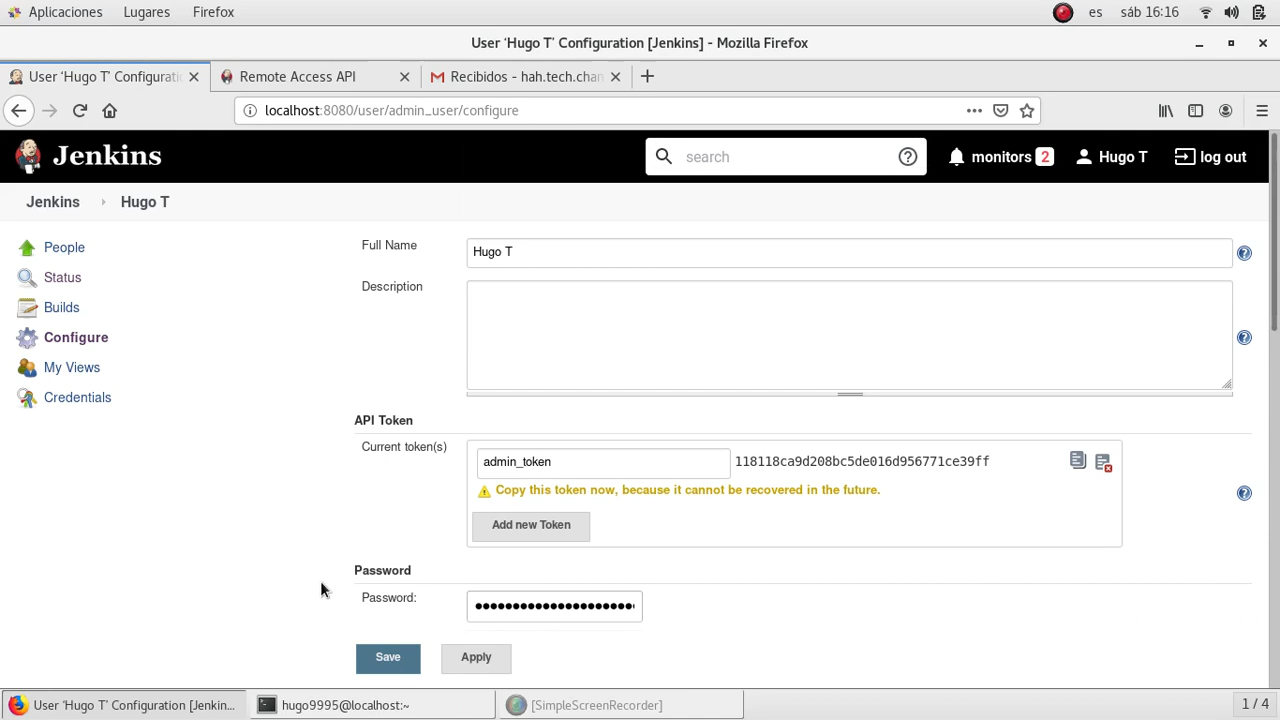 Aplicaciones Lugares Firefox es sáb 16:16
User ‘Hugo T’ Configuration [Jenkins] - Mozilla Firefox
User ‘Hugo T’ Configuratio Remote Access API Recibidos - hah.tech.chan
localhost:8080/user/admin_user/configure
Jenkins search monitors 2 Hugo T log out
Jenkins Hugo T
People
Status
Builds
Configure
My Views
Credentials
Full Name Hugo T
Description
API Token
Current token(s) admin_token 118118ca9d208bc5de016d956771ce39ff
Copy this token now, because it cannot be recovered in the future.
Add new Token
Password
Password: ●●●●●●●●●●●●●●●●●●●●●
Save Apply
User ‘Hugo T’ Configuration [Jenkin... hugo9995@localhost:~ [SimpleScreenRecorder] 1 / 4